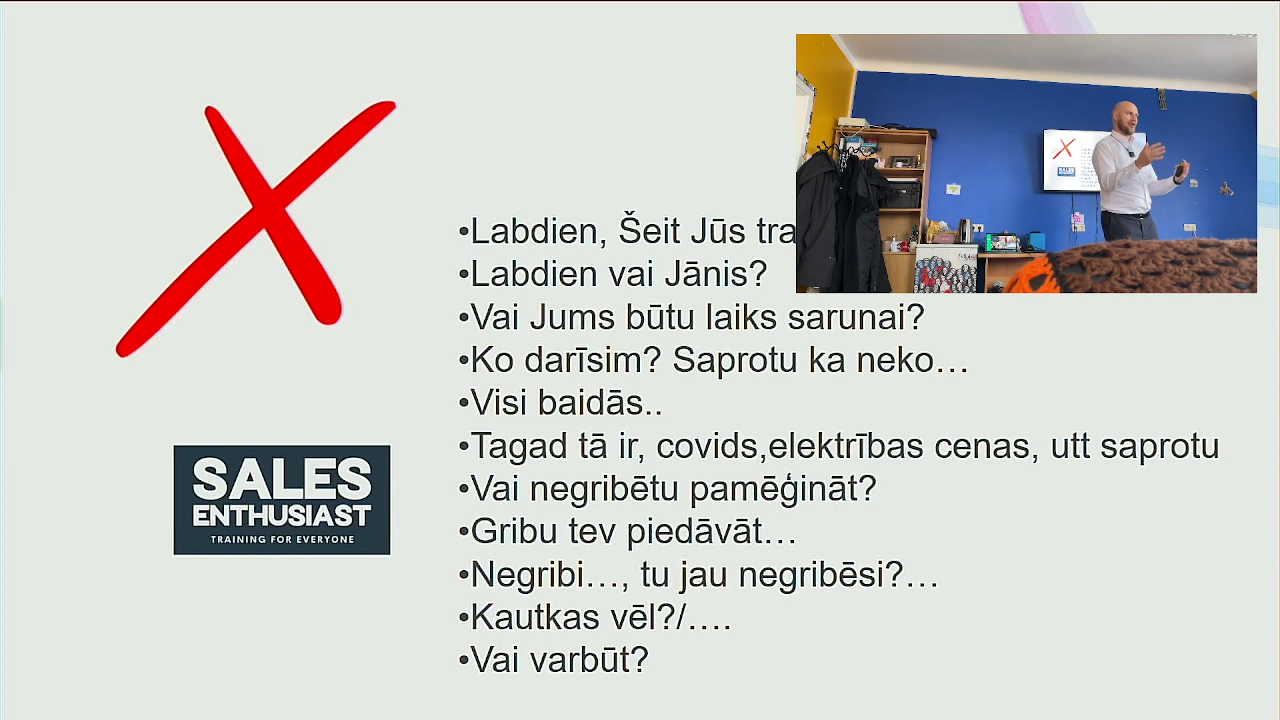 •Labdien, Šeit Jūs
•Labdien vai Jānis?
•Vai Jums būtu laiks sarunai?
•Ko darīsim? Saprotu ka neko…
•Visi baidās..
•Tagad tā ir, covids,elektrības cenas, utt saprotu
•Vai negribētu pamēģināt?
•Gribu tev piedāvāt…
•Negribi…, tu jau negribēsi?…
•Kautkas vēl?/….
•Vai varbūt?
SALES
ENTHUSIAST
TRAINING FOR EVERYONE